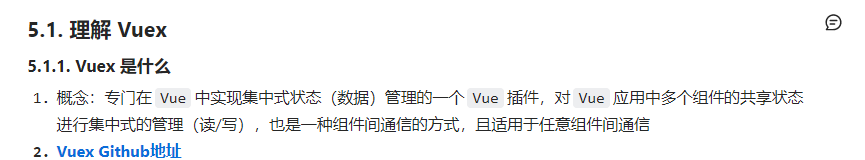 5.1. 理解 Vuex
5.1.1. Vuex 是什么
1. 概念：专门在 Vue 中实现集中式状态（数据）管理的一个 Vue 插件，对 Vue 应用中多个组件的共享状态
进行集中式的管理（读/写），也是一种组件间通信的方式，且适用于任意组件间通信
2. Vuex Github地址